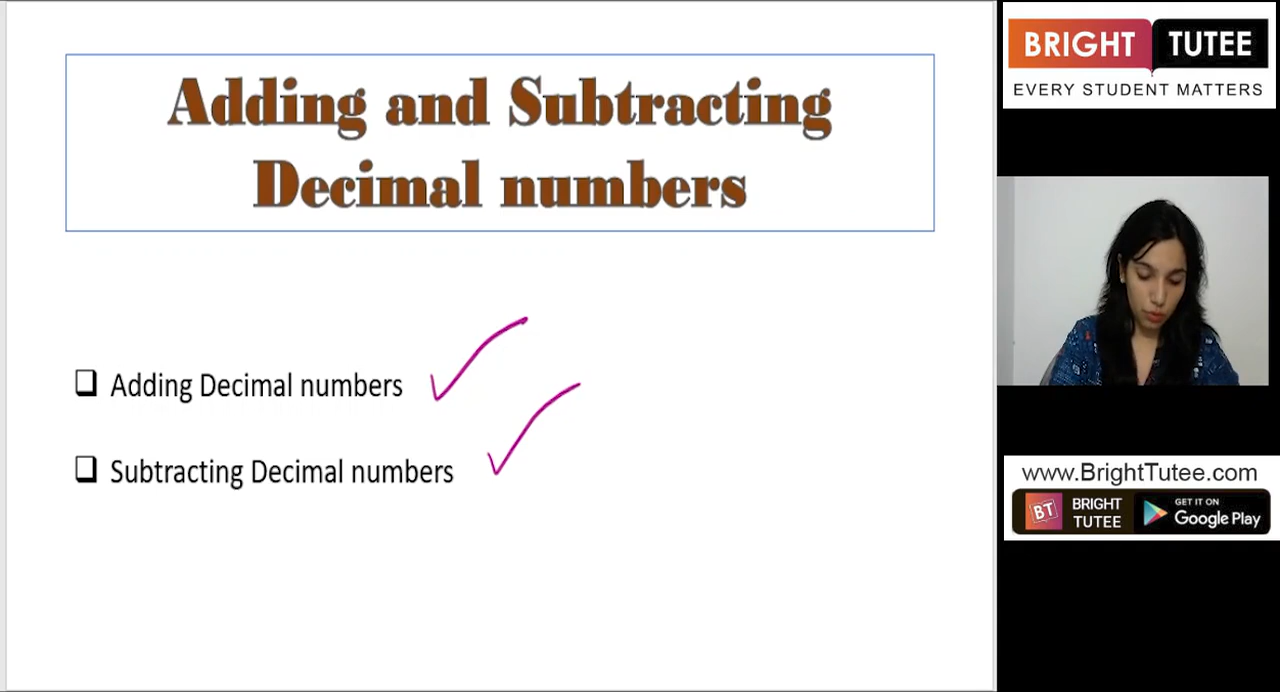 Adding and Subtracting
Decimal numbers
Adding Decimal numbers
Subtracting Decimal numbers
BRIGHT TUTEE
EVERY STUDENT MATTERS
www.BrightTutee.com
BT BRIGHT TUTEE
GET IT ON
Google Play